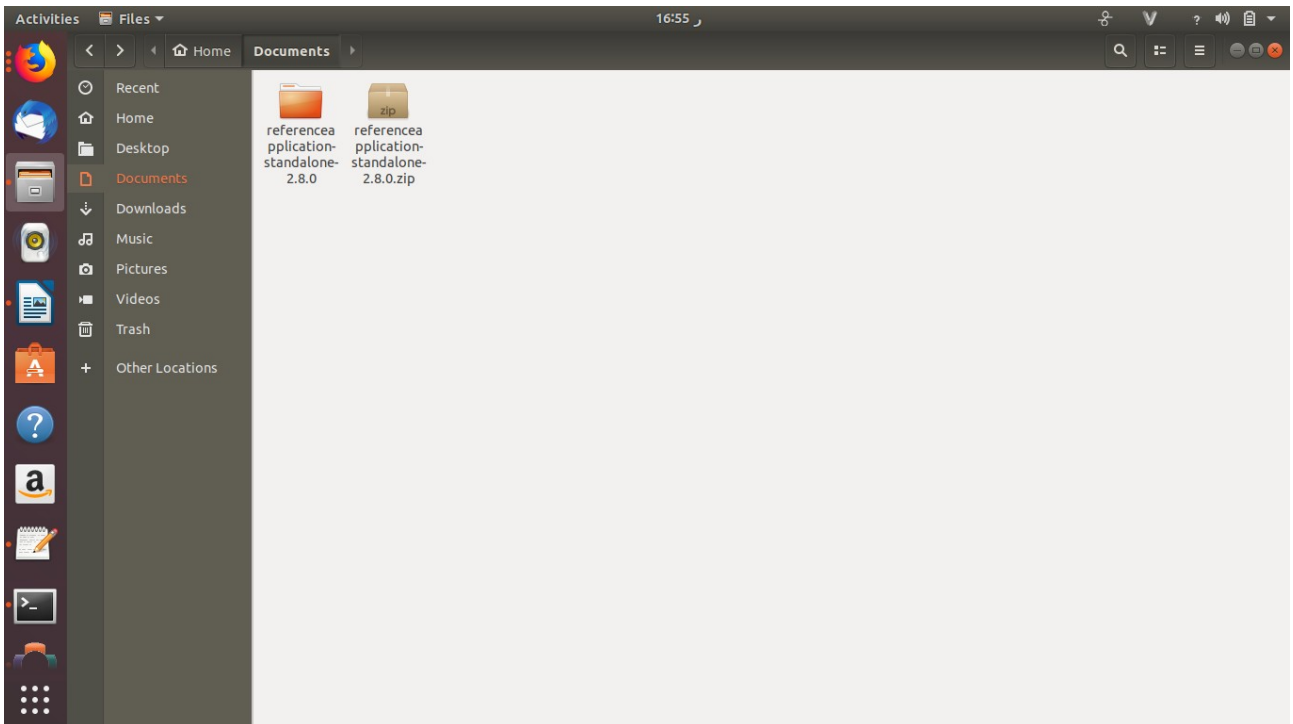 Activities Files
16:55 ر
?
Home Documents
Recent
Home
Desktop
Documents
Downloads
Music
Pictures
Videos
Trash
+ Other Locations
referencea
pplication-
standalone-
2.8.0
zip
referencea
pplication-
standalone-
2.8.0.zip
?
a
>_